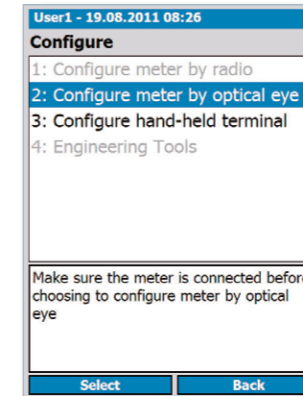 User1 - 19.08.2011 08:26
Configure
1: Configure meter by radio
2: Configure meter by optical eye
3: Configure hand-held terminal
4: Engineering Tools
Make sure the meter is connected before
choosing to configure meter by optical
eye
Select Back